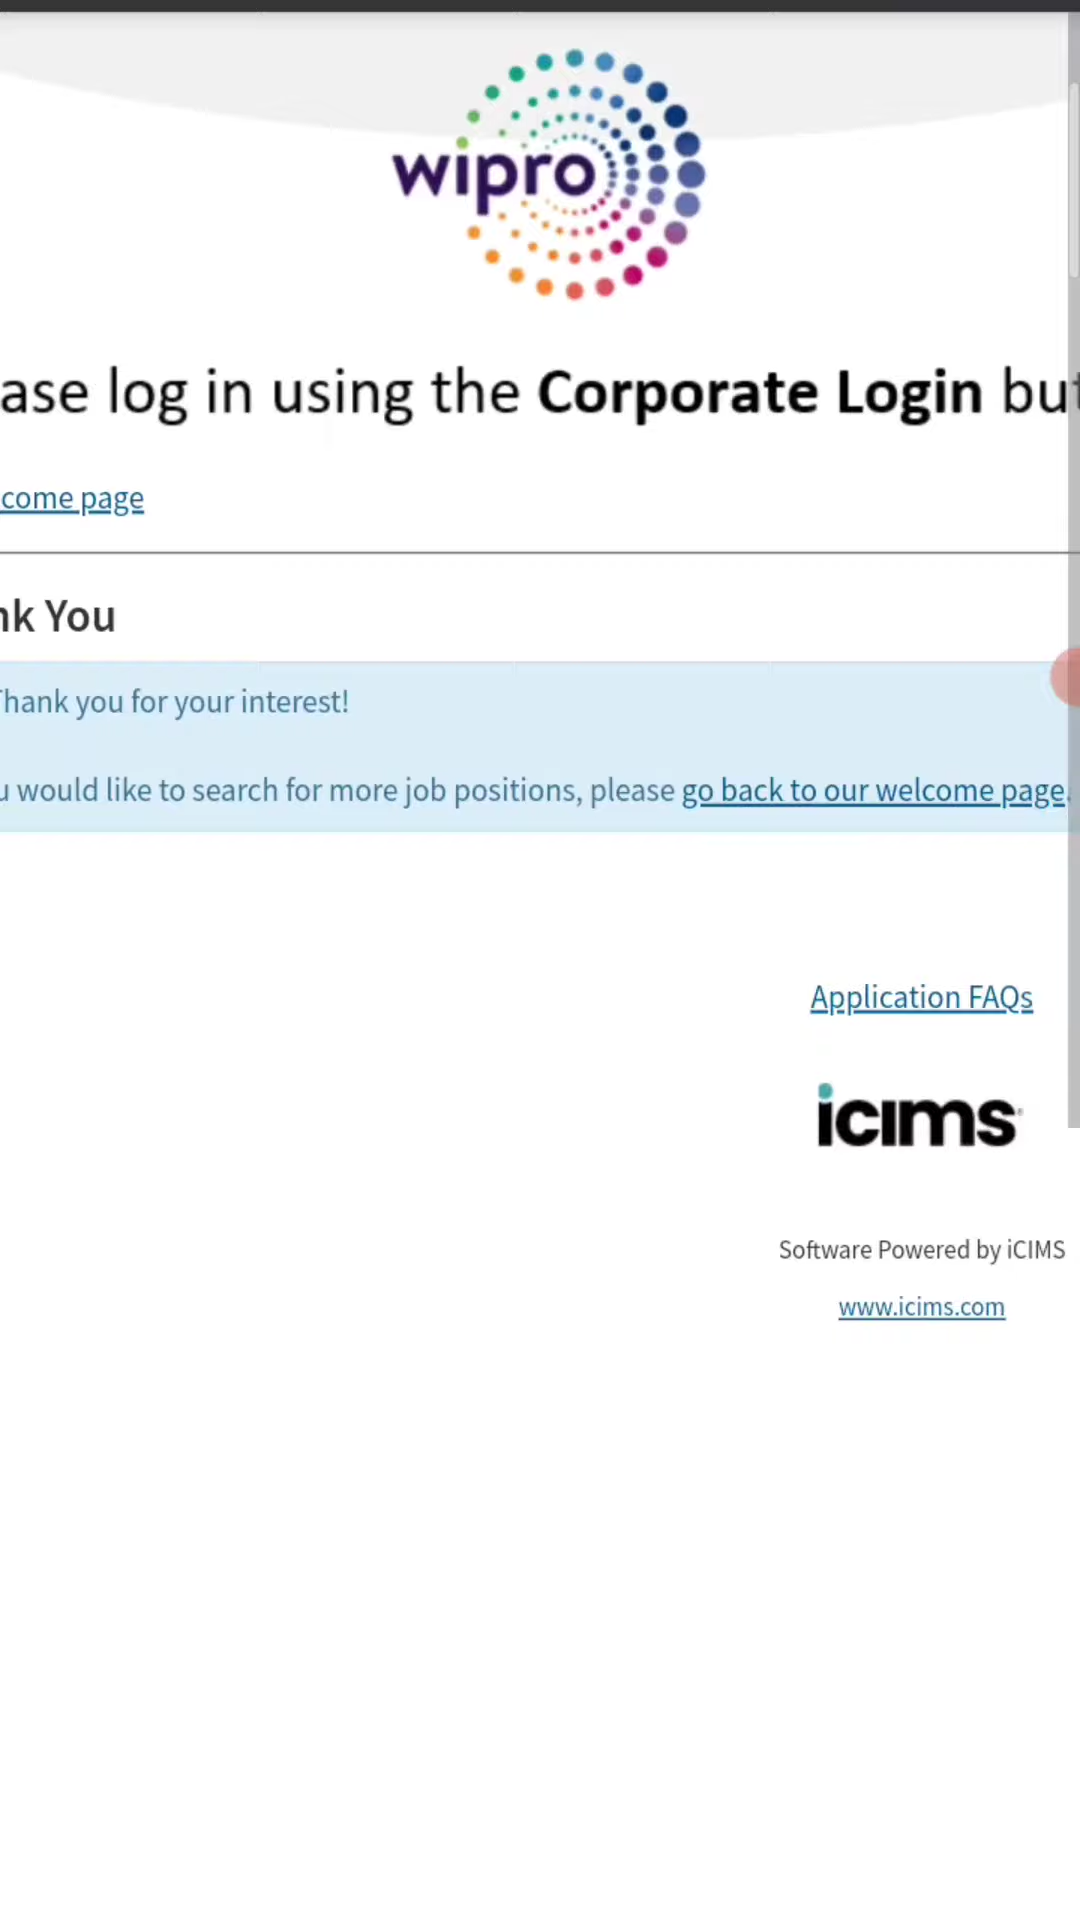 wipro
ase log in using the Corporate Login but
come page
nk You
Thank you for your interest!
u would like to search for more job positions, please go back to our welcome page.
Application FAQs
icims
Software Powered by iCIMS
www.icims.com